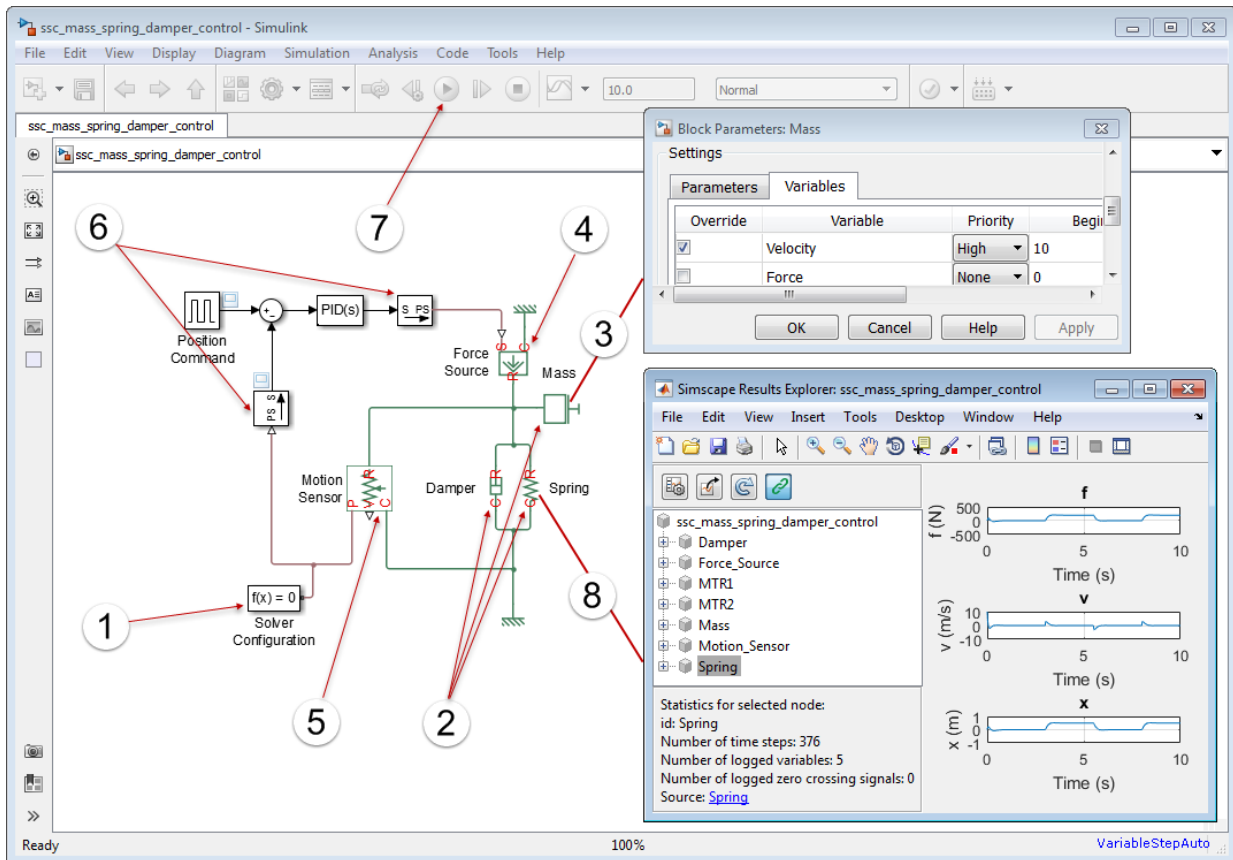 ssc_mass_spring_damper_control - Simulink
File Edit View Display Diagram Simulation Analysis Code Tools Help
10.0 Normal
ssc_mass_spring_damper_control
ssc_mass_spring_damper_control
Block Parameters: Mass
Settings
Parameters Variables
Override Variable Priority Begin
Velocity High 10
Force None 0
OK Cancel Help Apply
6
7
4
3
Position
Command
+
-
PID(s)
S PS
PS S
Force
Source
S C
R
Mass
Motion
Sensor
R
P V C
Damper
R
C
Spring
R
C
f(x) = 0
Solver
Configuration
1
5
2
8
Simscape Results Explorer: ssc_mass_spring_damper_control
File Edit View Insert Tools Desktop Window Help
ssc_mass_spring_damper_control
Damper
Force_Source
MTR1
MTR2
Mass
Motion_Sensor
Spring
Statistics for selected node:
id: Spring
Number of time steps: 376
Number of logged variables: 5
Number of logged zero crossing signals: 0
Source: Spring
f
f (N)
500
0
-500
0 5 10
Time (s)
v
v (m/s)
10
0
-10
0 5 10
Time (s)
x
x (m)
1
0
-1
0 5 10
Time (s)
Ready 100% VariableStepAuto